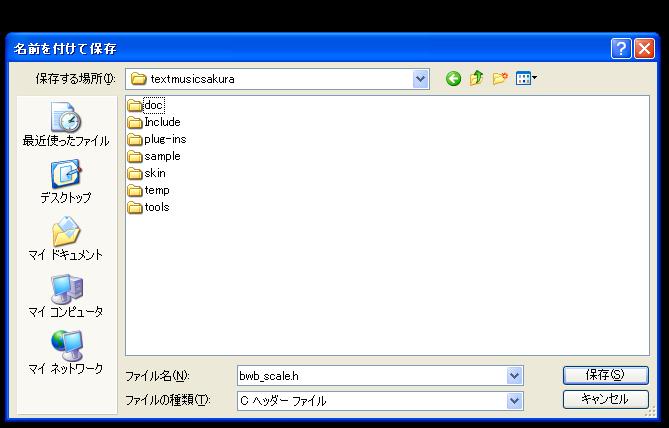 名前を付けて保存
保存する場所(I): textmusicsakura
最近使ったファイル
デスクトップ
マイ ドキュメント
マイ コンピュータ
マイ ネットワーク
doc
Include
plug-ins
sample
skin
temp
tools
ファイル名(N): bwb_scale.h 保存(S)
ファイルの種類(T): C ヘッダー ファイル キャンセル